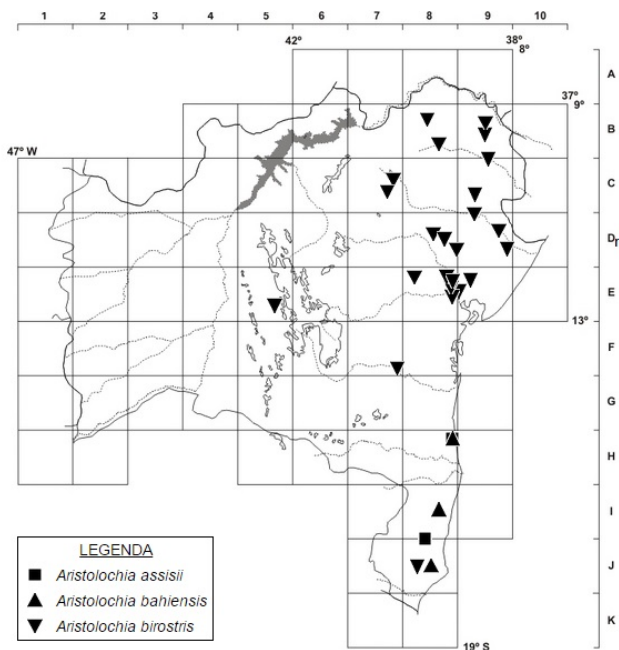 1 2 3 4 5 6 7 8 9 10
42º 38º
8º
A
37º
9º
B
47º W
C
D
E
13º
F
G
H
I
LEGENDA
Aristolochia assisii
J
Aristolochia bahiensis
Aristolochia birostris
K
19º S